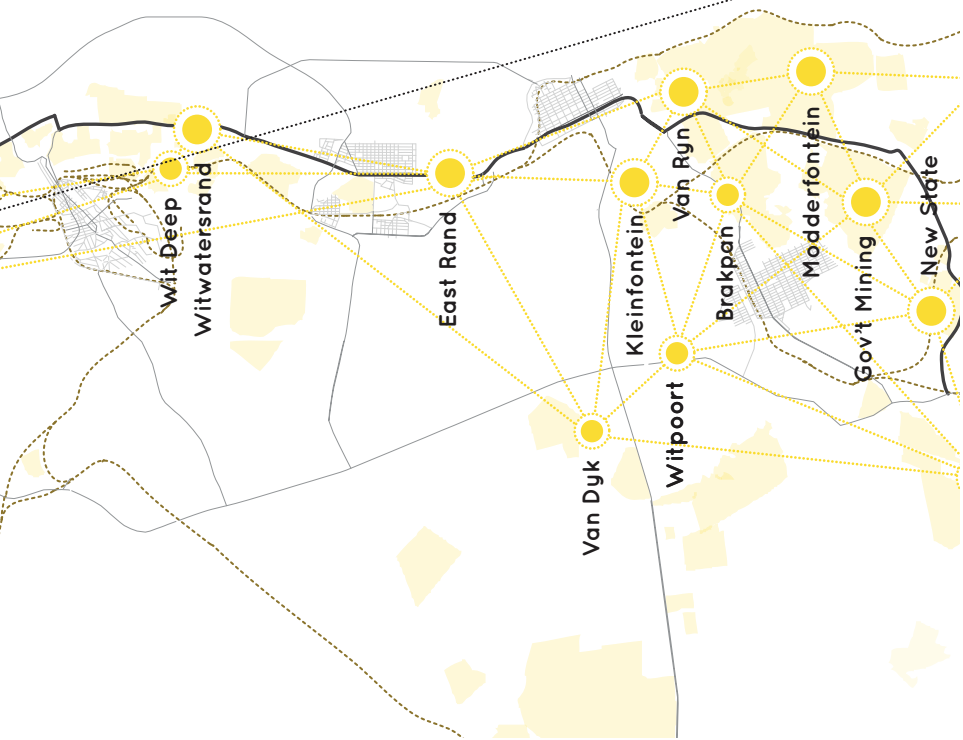 Wit Deep
Witwatersrand
East Rand
Van Dyk
Kleinfontein
Witpoort
Van Ryn
Brakpan
Modderfontein
Gov't Mining
New State